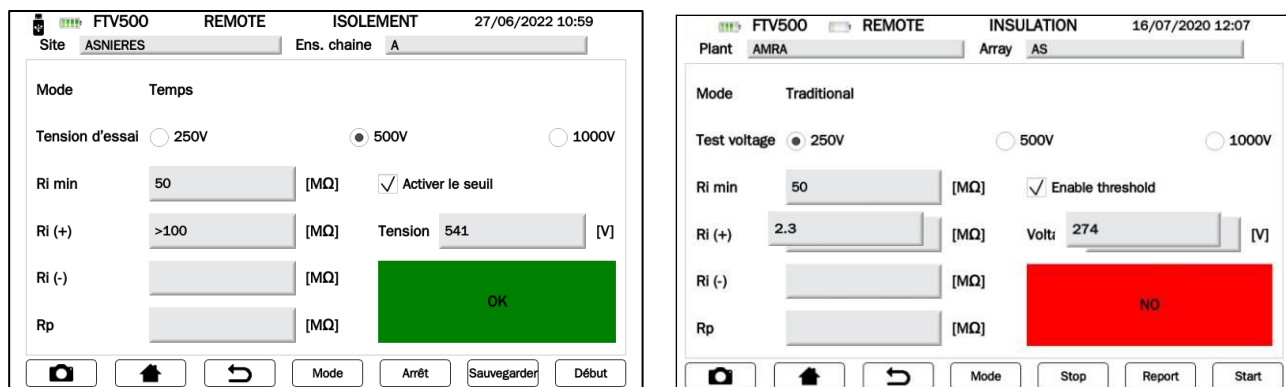 FTV500 REMOTE ISOLEMENT 27/06/2022 10:59
Site ASNIERES Ens. chaine A
Mode Temps
Tension d'essai 250V 500V 1000V
Ri min 50 [MΩ] Activer le seuil
Ri (+) >100 [MΩ] Tension 541 [V]
Ri (-) [MΩ]
OK
Rp [MΩ]
Mode Arrêt Sauvegarder Début
FTV500 REMOTE INSULATION 16/07/2020 12:07
Plant AMRA Array AS
Mode Traditional
Test voltage 250V 500V 1000V
Ri min 50 [MΩ] Enable threshold
Ri (+) 2.3 [MΩ] Volta 274 [V]
Ri (-) [MΩ]
NO
Rp [MΩ]
Mode Stop Report Start